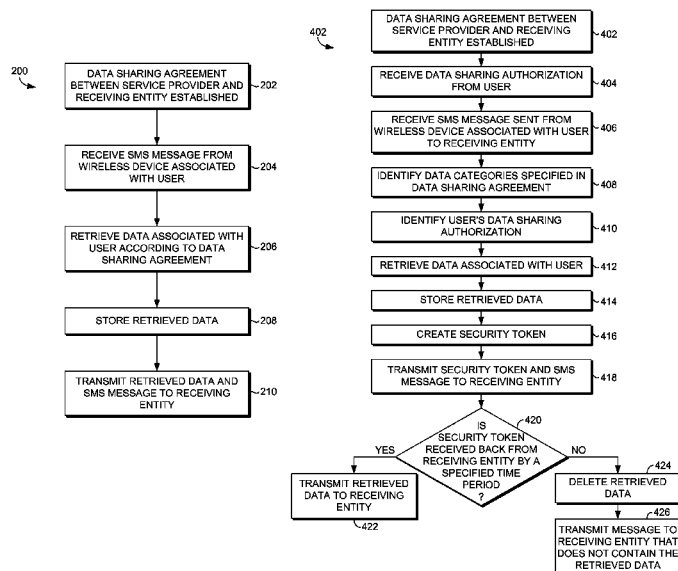 200
DATA SHARING AGREEMENT
BETWEEN SERVICE PROVIDER AND
RECEIVING ENTITY ESTABLISHED
202
RECEIVE SMS MESSAGE FROM
WIRELESS DEVICE ASSOCIATED
WITH USER
204
RETRIEVE DATA ASSOCIATED WITH
USER ACCORDING TO DATA
SHARING AGREEMENT
206
STORE RETRIEVED DATA
208
TRANSMIT RETRIEVED DATA AND
SMS MESSAGE TO RECEIVING
ENTITY
210
402
DATA SHARING AGREEMENT BETWEEN
SERVICE PROVIDER AND RECEIVING
ENTITY ESTABLISHED
402
RECEIVE DATA SHARING AUTHORIZATION
FROM USER
404
RECEIVE SMS MESSAGE SENT FROM
WIRELESS DEVICE ASSOCIATED WITH USER
TO RECEIVING ENTITY
406
IDENTIFY DATA CATEGORIES SPECIFIED IN
DATA SHARING AGREEMENT
408
IDENTIFY USER'S DATA SHARING
AUTHORIZATION
410
RETRIEVE DATA ASSOCIATED WITH USER
412
STORE RETRIEVED DATA
414
CREATE SECURITY TOKEN
416
TRANSMIT SECURITY TOKEN AND SMS
MESSAGE TO RECEIVING ENTITY
418
IS
SECURITY TOKEN
RECEIVED BACK FROM
RECEIVING ENTITY BY A
SPECIFIED TIME
PERIOD
?
420
YES
NO
TRANSMIT RETRIEVED
DATA TO RECEIVING
ENTITY
422
DELETE RETRIEVED
DATA
424
TRANSMIT MESSAGE TO
RECEIVING ENTITY THAT
DOES NOT CONTAIN THE
RETRIEVED DATA
426